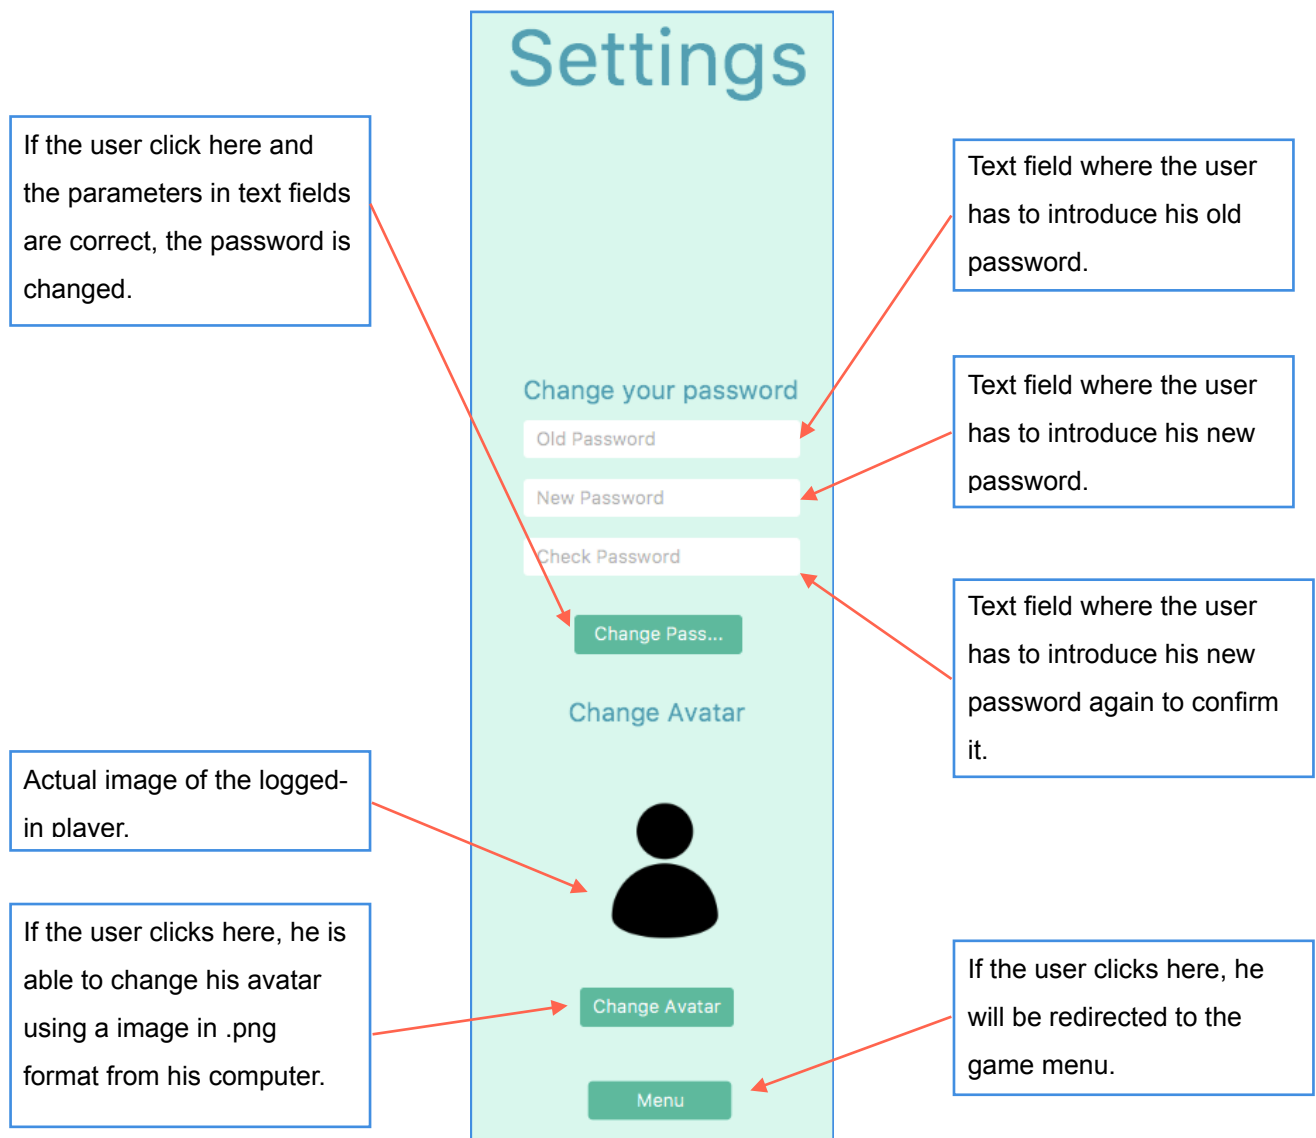 Settings
If the user click here and
the parameters in text fields
are correct, the password is
changed.
Text field where the user
has to introduce his old
password.
Change your password
Old Password
New Password
Check Password
Change Pass...
Text field where the user
has to introduce his new
password.
Text field where the user
has to introduce his new
password again to confirm
it.
Change Avatar
Actual image of the logged-
in player.
If the user clicks here, he is
able to change his avatar
using a image in .png
format from his computer.
Change Avatar
Menu
If the user clicks here, he
will be redirected to the
game menu.